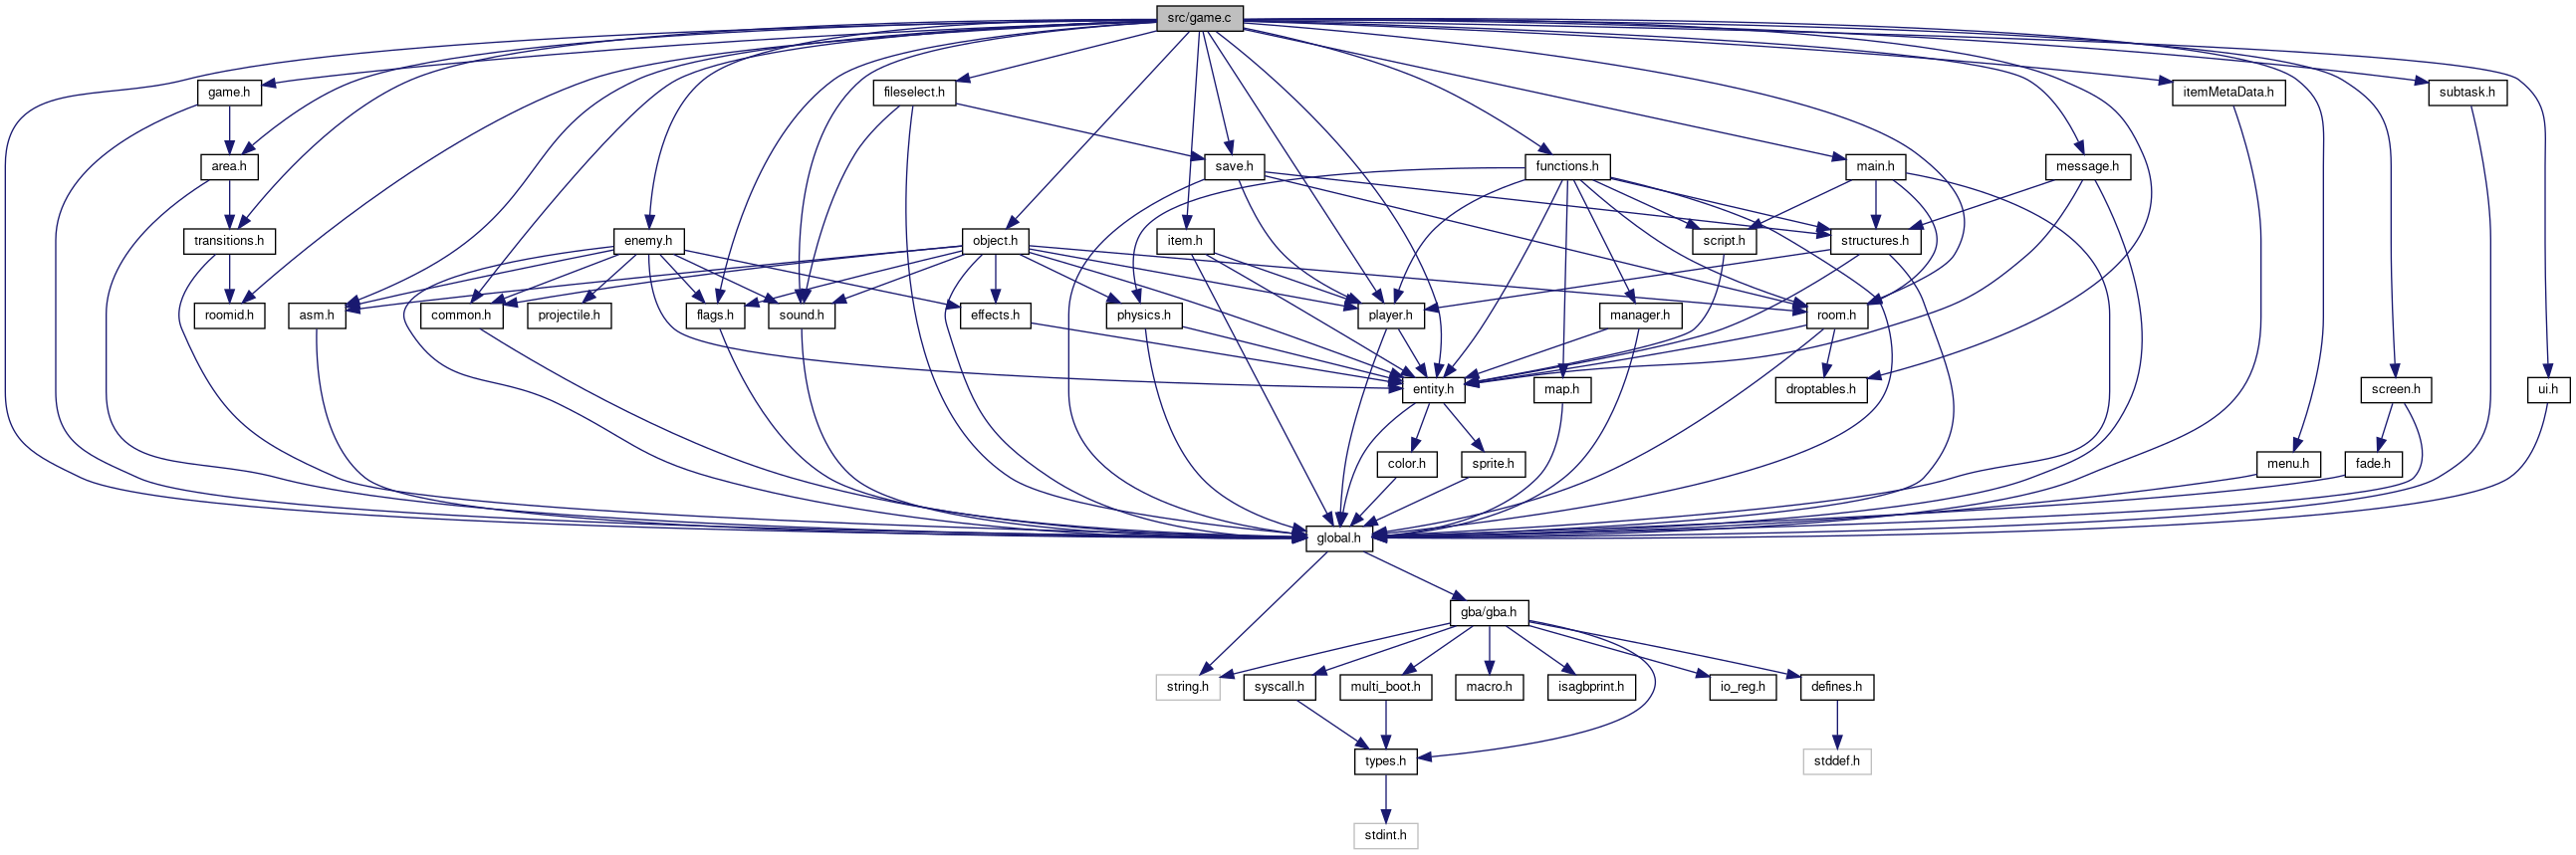 src/game.c
game.h
fileselect.h
itemMetaData.h
subtask.h
area.h
save.h
functions.h
main.h
message.h
transitions.h
enemy.h
object.h
item.h
script.h
structures.h
roomid.h
asm.h
common.h
projectile.h
flags.h
sound.h
effects.h
physics.h
player.h
manager.h
room.h
entity.h
map.h
droptables.h
screen.h
ui.h
color.h
sprite.h
menu.h
fade.h
global.h
gba/gba.h
string.h
syscall.h
multi_boot.h
macro.h
isagbprint.h
io_reg.h
defines.h
types.h
stddef.h
stdint.h